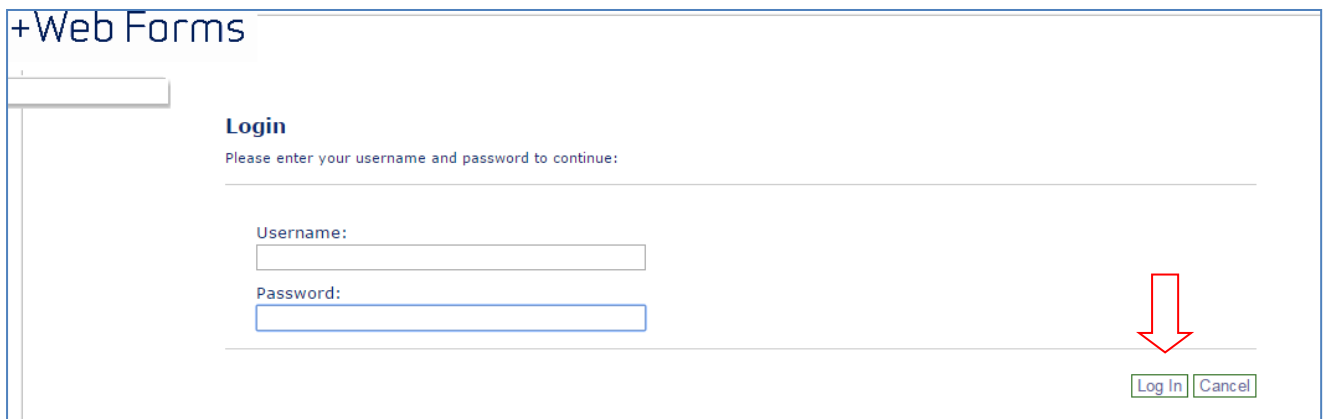 +Web Forms
Login
Please enter your username and password to continue:
Username:
Password:
Log In Cancel